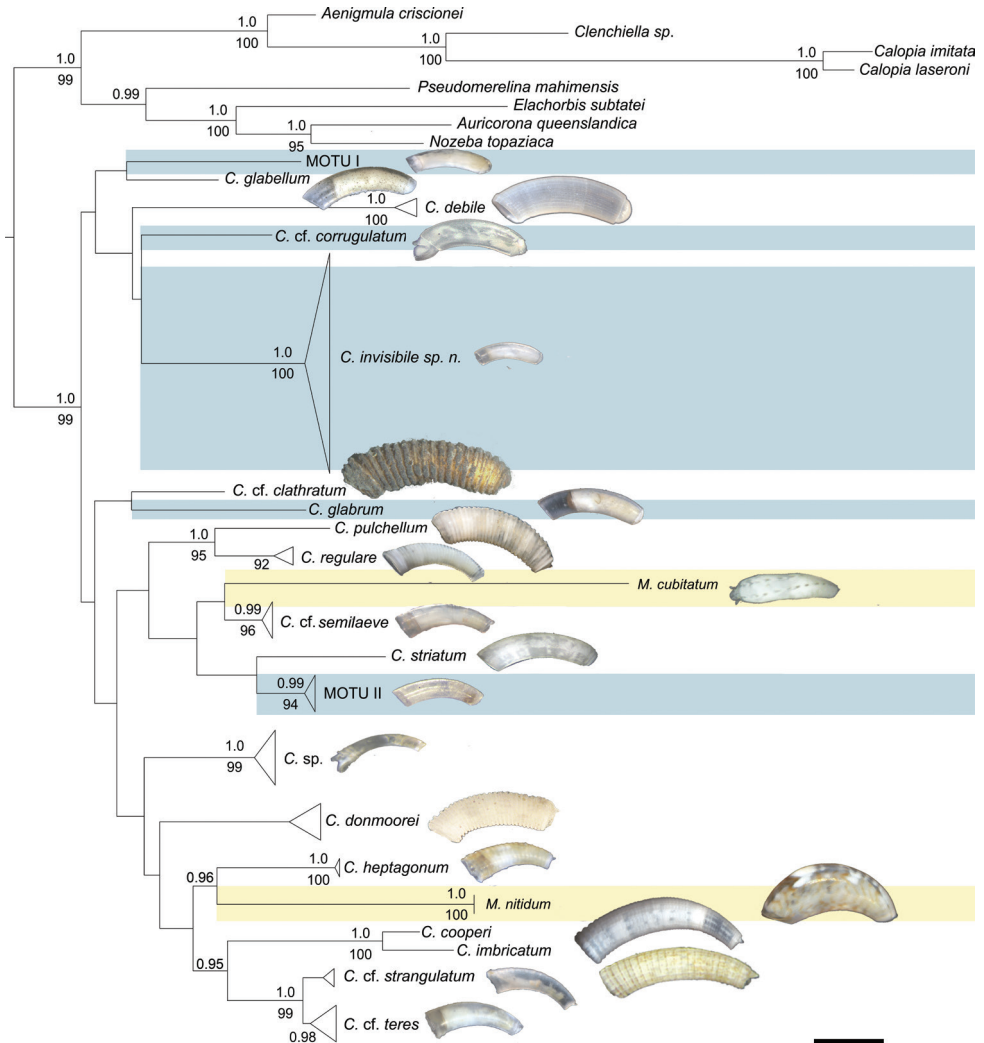 Aenigmula criscionei
1.0
100
Clenchiella sp.
1.0
100
1.0
100
Calopia imitata
Calopia laseroni
1.0
99
0.99
Pseudomerelina mahimensis
1.0
100
Elachorbis subtatei
1.0
95
Auricorona queenslandica
Nozeba topaziaca
MOTU I
C. glabellum
1.0
100
C. debile
C. cf. corrugulatum
1.0
100
C. invisibile sp. n.
1.0
99
C. cf. clathratum
C. glabrum
C. pulchellum
1.0
95
92
C. regulare
M. cubitatum
0.99
96
C. cf. semilaeve
C. striatum
0.99
94
MOTU II
1.0
99
C. sp.
C. donmoorei
1.0
100
C. heptagonum
0.96
1.0
100
M. nitidum
1.0
100
C. cooperi
C. imbricatum
0.95
C. cf. strangulatum
1.0
99
0.98
C. cf. teres